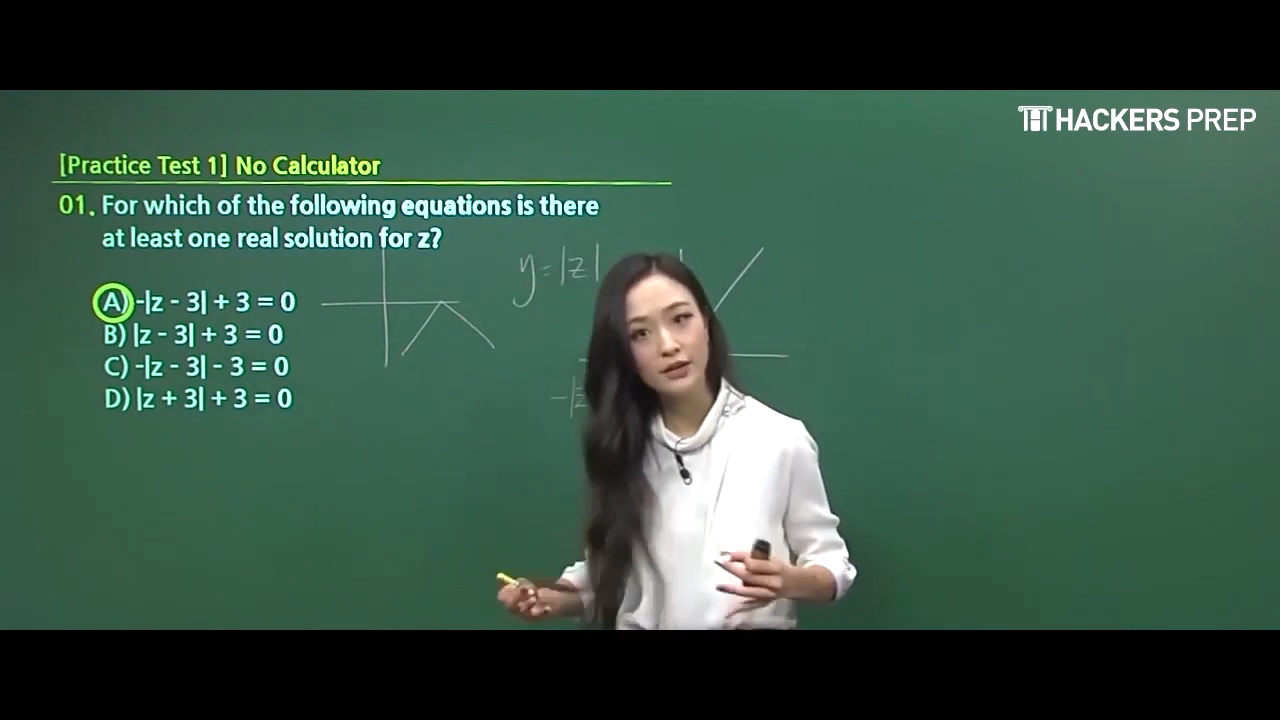 HACKERS PREP
[Practice Test 1] No Calculator
01. For which of the following equations is there
at least one real solution for z?
A) -|z - 3| + 3 = 0
B) |z - 3| + 3 = 0
C) -|z - 3| - 3 = 0
D) |z + 3| + 3 = 0
y=|z|